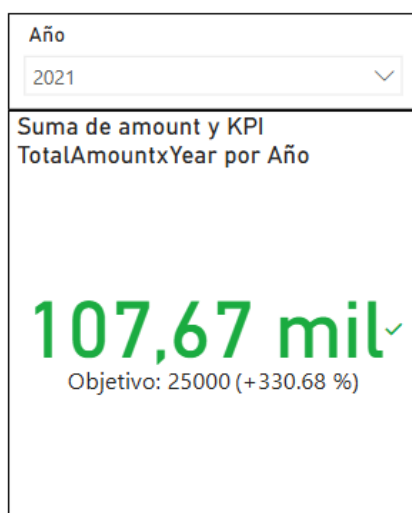 Año
2021
Suma de amount y KPI
TotalAmountxYear por Año
107,67 mil
Objetivo: 25000 (+330.68 %)